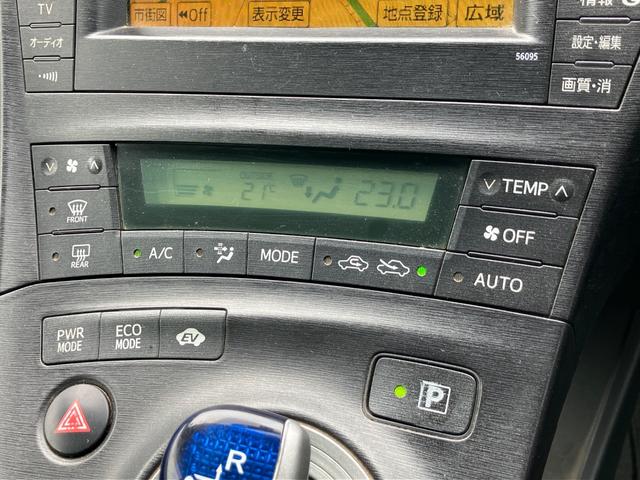 TV
市街図 ◀◀Off 表示変更 地点登録 広域
オーディオ
設定・編集
56095
画質・消
OUTSIDE
21℃ 23.0
TEMP
FRONT
OFF
REAR A/C MODE
AUTO
PWR MODE
ECO MODE
EV
P
R